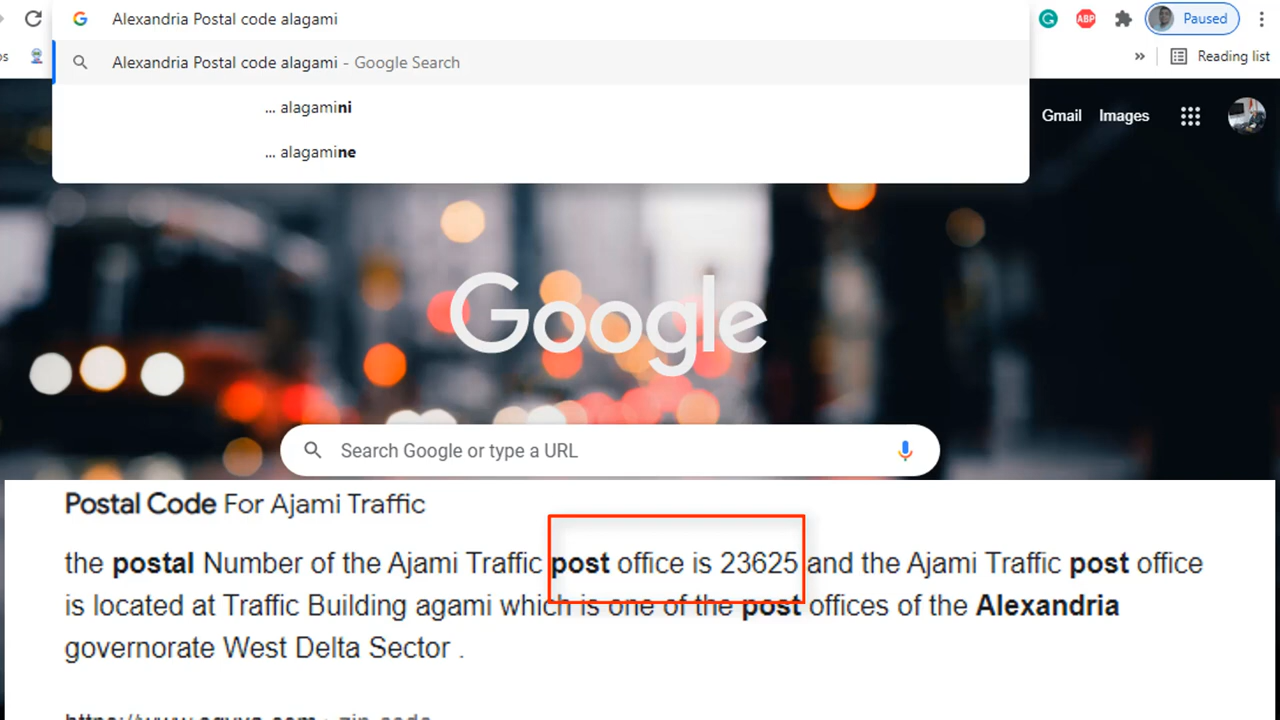 Alexandria Postal code alagami
Paused
Alexandria Postal code alagami - Google Search
Reading list
... alagamini
Gmail Images
... alagamine
Google
Search Google or type a URL
Postal Code For Ajami Traffic
the postal Number of the Ajami Traffic post office is 23625 and the Ajami Traffic post office
is located at Traffic Building agami which is one of the post offices of the Alexandria
governorate West Delta Sector .